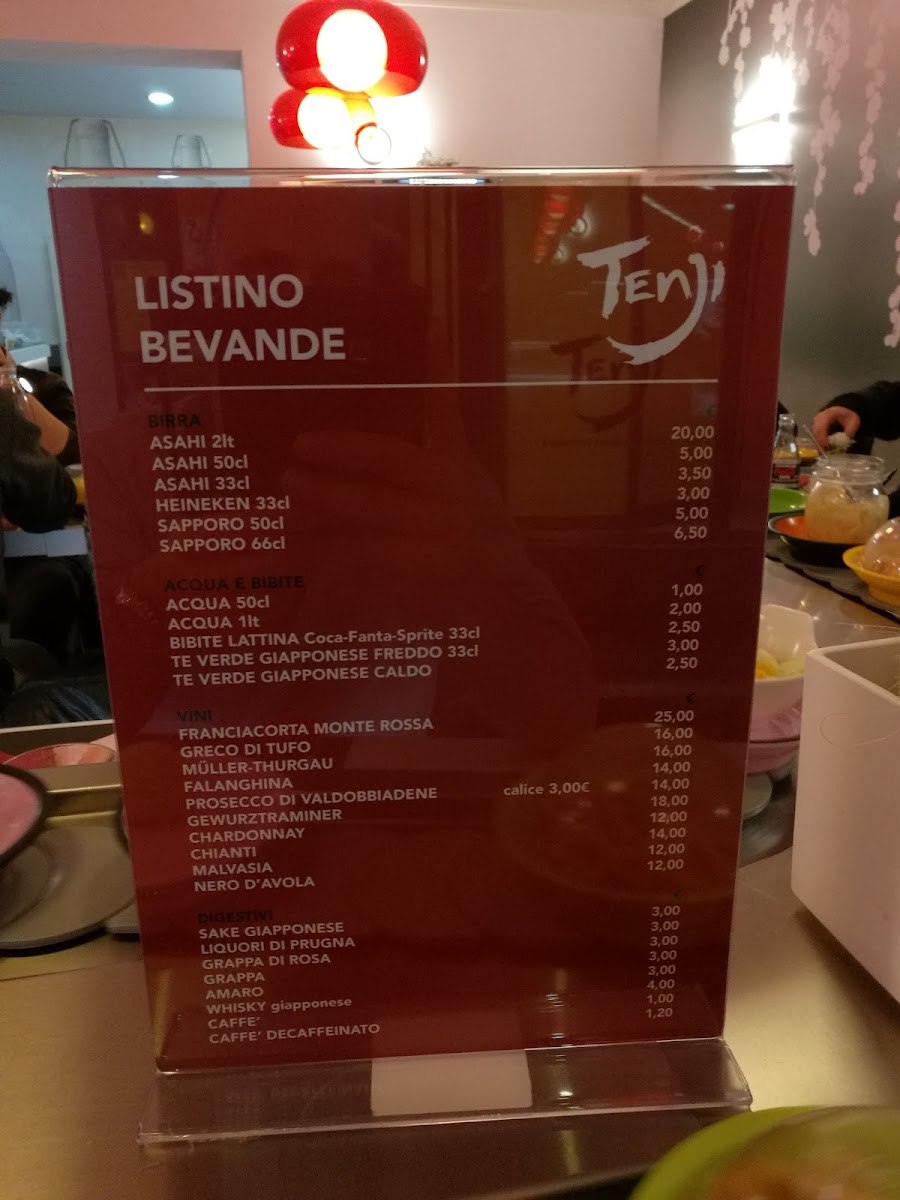 LISTINO
BEVANDE
TENJI
BIRRA €
ASAHI 2lt 20,00
ASAHI 50cl 5,00
ASAHI 33cl 3,50
HEINEKEN 33cl 3,00
SAPPORO 50cl 5,00
SAPPORO 66cl 6,50
ACQUA E BIBITE €
ACQUA 50cl 1,00
ACQUA 1lt 2,00
BIBITE LATTINA Coca-Fanta-Sprite 33cl 2,50
TE VERDE GIAPPONESE FREDDO 33cl 3,00
TE VERDE GIAPPONESE CALDO 2,50
VINI €
FRANCIACORTA MONTE ROSSA 25,00
GRECO DI TUFO 16,00
MÜLLER-THURGAU 16,00
FALANGHINA 14,00
PROSECCO DI VALDOBBIADENE calice 3,00€ 14,00
GEWURZTRAMINER 18,00
CHARDONNAY 12,00
CHIANTI 14,00
MALVASIA 12,00
NERO D'AVOLA 12,00
DIGESTIVI €
SAKE GIAPPONESE 3,00
LIQUORI DI PRUGNA 3,00
GRAPPA DI ROSA 3,00
GRAPPA 3,00
AMARO 3,00
WHISKY giapponese 4,00
CAFFE' 1,00
CAFFE' DECAFFEINATO 1,20